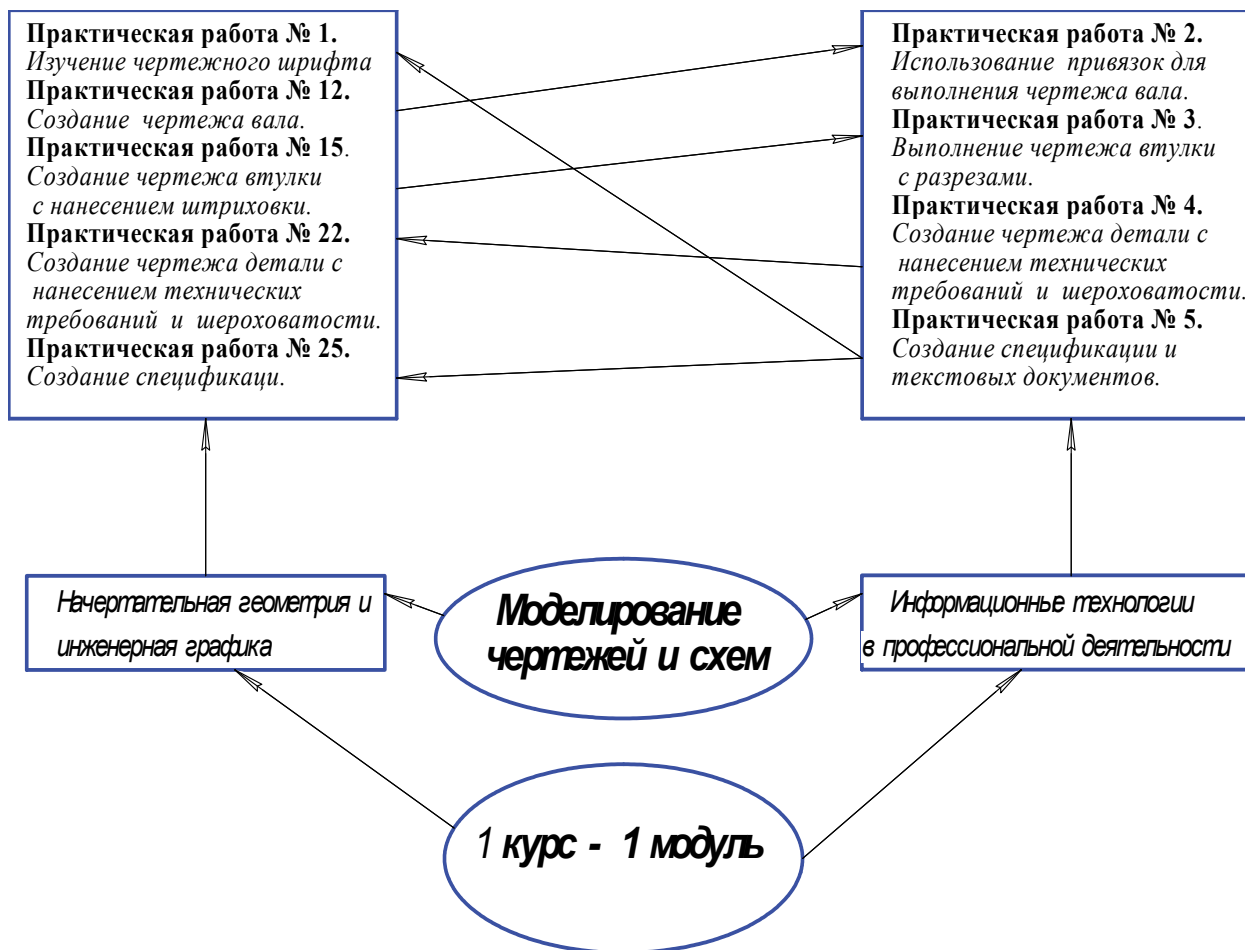 Практическая работа № 1.
Изучение чертежного шрифта
Практическая работа № 12.
Создание чертежа вала.
Практическая работа № 15.
Создание чертежа втулки
с нанесением штриховки.
Практическая работа № 22.
Создание чертежа детали с
нанесением технических
требований и шероховатости.
Практическая работа № 25.
Создание спецификаци.
Практическая работа № 2.
Использование привязок для
выполнения чертежа вала.
Практическая работа № 3.
Выполнение чертежа втулки
с разрезами.
Практическая работа № 4.
Создание чертежа детали с
нанесением технических
требований и шероховатости.
Практическая работа № 5.
Создание спецификации и
текстовых документов.
Начертательная геометрия и
инженерная графика
Моделирование
чертежей и схем
Информационные технологии
в профессиональной деятельности
1 курс - 1 модуль